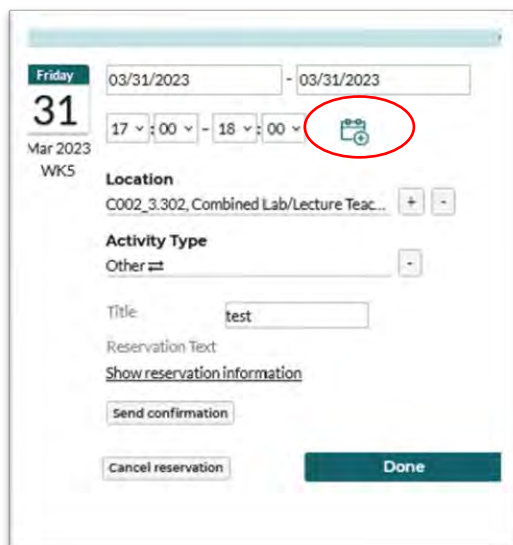 Friday
31
Mar 2023
WK5
03/31/2023 - 03/31/2023
17 : 00 - 18 : 00
Location
C002_3.302, Combined Lab/Lecture Teac... + -
Activity Type
Other ⇄ -
Title test
Reservation Text
Show reservation information
Send confirmation
Cancel reservation Done